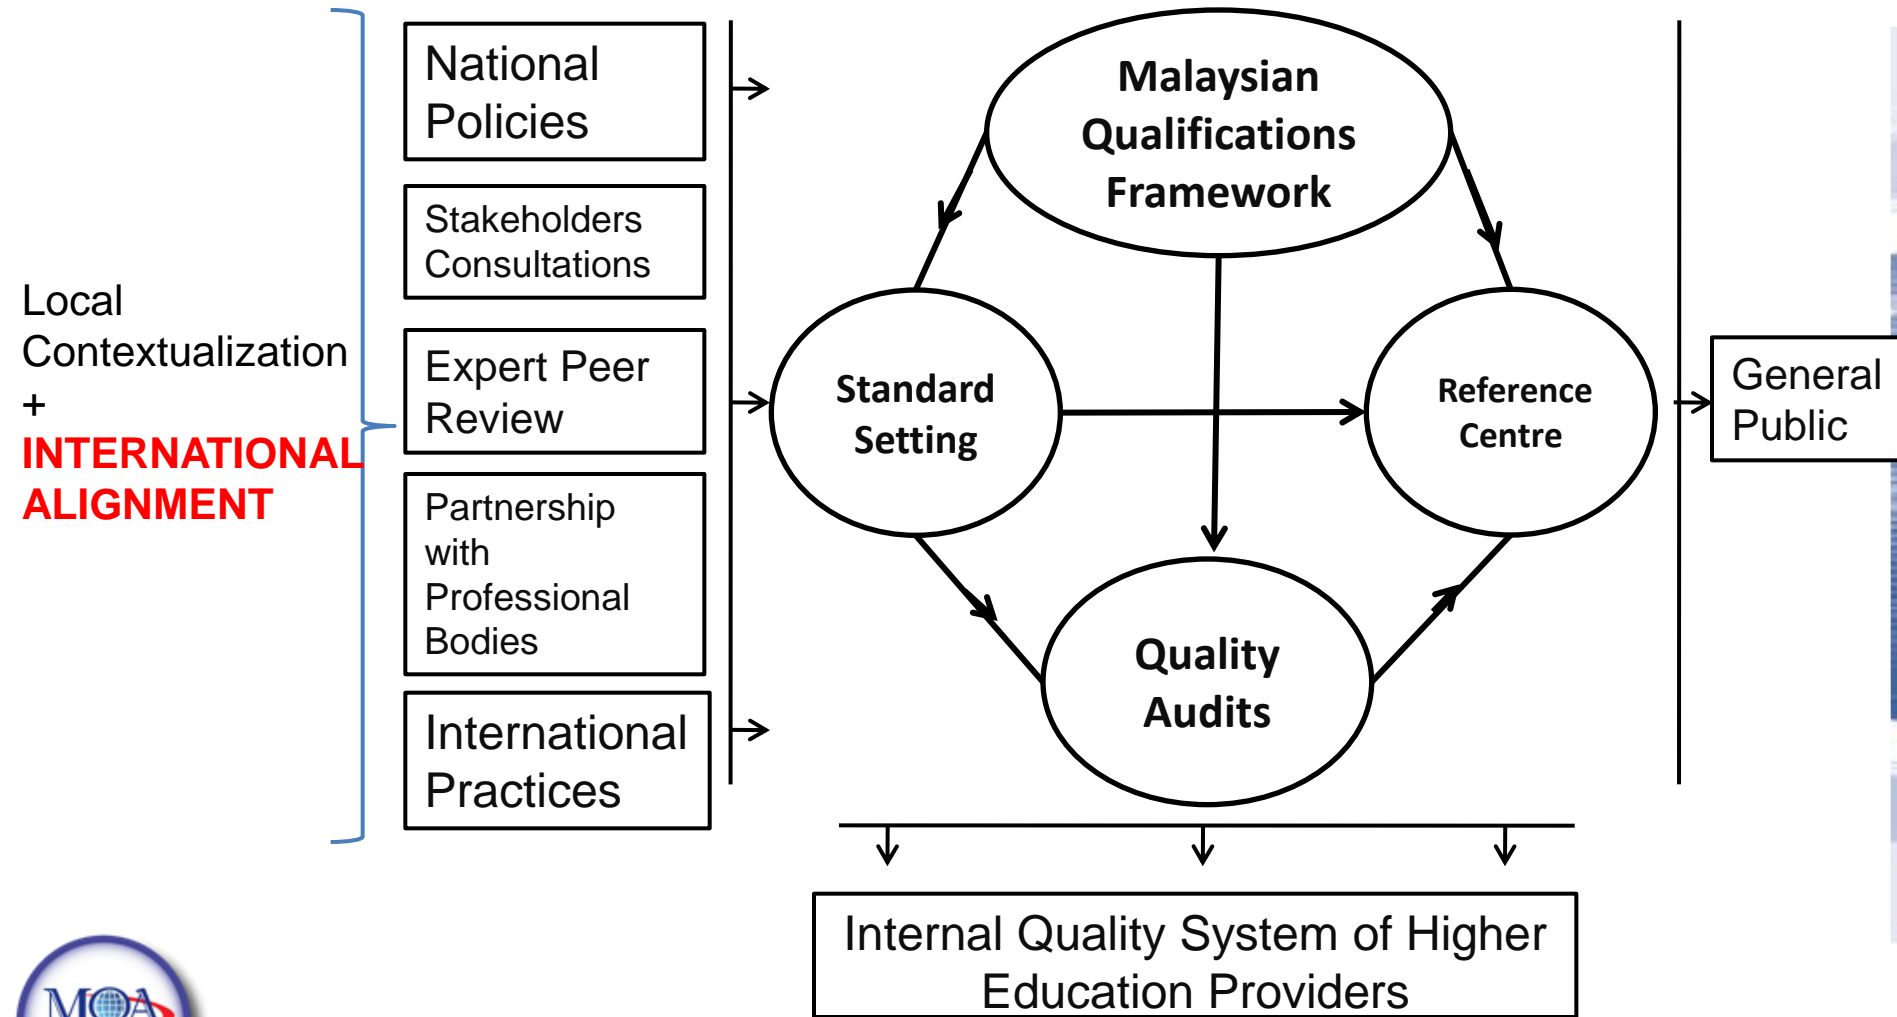 Local
Contextualization
+
INTERNATIONAL
ALIGNMENT
National
Policies
Stakeholders
Consultations
Expert Peer
Review
Partnership
with
Professional
Bodies
International
Practices
Malaysian
Qualifications
Framework
Standard
Setting
Reference
Centre
Quality
Audits
General
Public
Internal Quality System of Higher
Education Providers
MQA